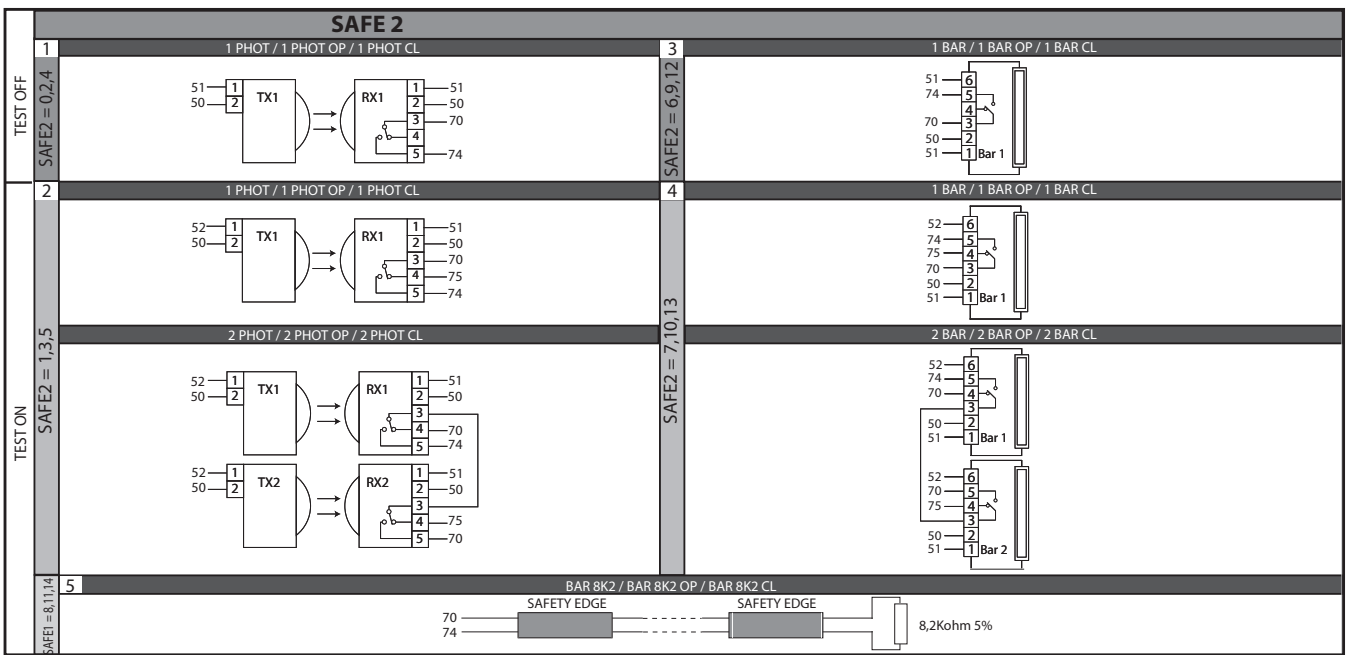 SAFE 2
TEST OFF
1
1 PHOT / 1 PHOT OP / 1 PHOT CL
SAFE2 = 0,2,4
51 1 TX1 RX1 1 51
50 2 2 50
3 70
4
5 74
3
1 BAR / 1 BAR OP / 1 BAR CL
SAFE2 = 6,9,12
51 6
74 5
4
70 3
50 2
51 1 Bar 1
TEST ON
2
1 PHOT / 1 PHOT OP / 1 PHOT CL
SAFE2 = 1,3,5
52 1 TX1 RX1 1 51
50 2 2 50
3 70
4 75
5 74
2 PHOT / 2 PHOT OP / 2 PHOT CL
52 1 TX1 RX1 1 51
50 2 2 50
3
4 70
5 74
52 1 TX2 RX2 1 51
50 2 2 50
3
4 75
5 70
4
1 BAR / 1 BAR OP / 1 BAR CL
SAFE2 = 7,10,13
52 6
74 5
75 4
70 3
50 2
51 1 Bar 1
2 BAR / 2 BAR OP / 2 BAR CL
52 6
74 5
70 4
3
50 2
51 1 Bar 1
52 6
70 5
75 4
3
50 2
51 1 Bar 2
SAFE1 = 8,11,14
5
BAR 8K2 / BAR 8K2 OP / BAR 8K2 CL
SAFETY EDGE SAFETY EDGE
70
74
8,2Kohm 5%